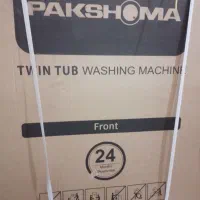 PAKSHOMA
TWIN TUB WASHING MACHINE
Front
24